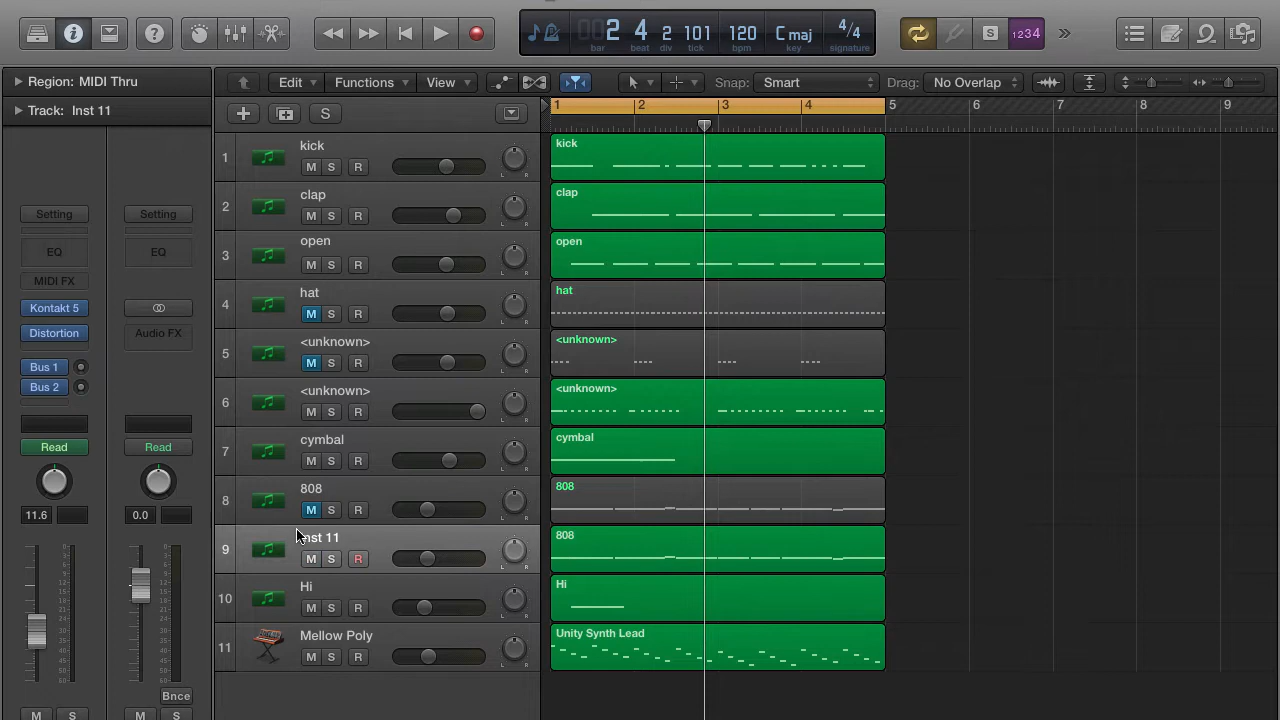 2 4 2 101 120 C maj 4/4
bar beat div tick bpm key signature
S 1234
Region: MIDI Thru
Edit Functions View Snap: Smart Drag: No Overlap
Track: Inst 11
S
1 2 3 4 5 6 7 8 9
Setting Setting
EQ EQ
MIDI FX
Kontakt 5
Distortion Audio FX
Bus 1
Bus 2
Read Read
11.6 0.0
Bnce
M S M S
1 kick
M S R L R
kick
2 clap
M S R L R
clap
3 open
M S R L R
open
4 hat
M S R L R
hat
5 <unknown>
M S R L R
<unknown>
6 <unknown>
M S R L R
<unknown>
7 cymbal
M S R L R
cymbal
8 808
M S R L R
808
9 Inst 11
M S R L R
808
10 Hi
M S R L R
Hi
11 Mellow Poly
M S R L R
Unity Synth Lead